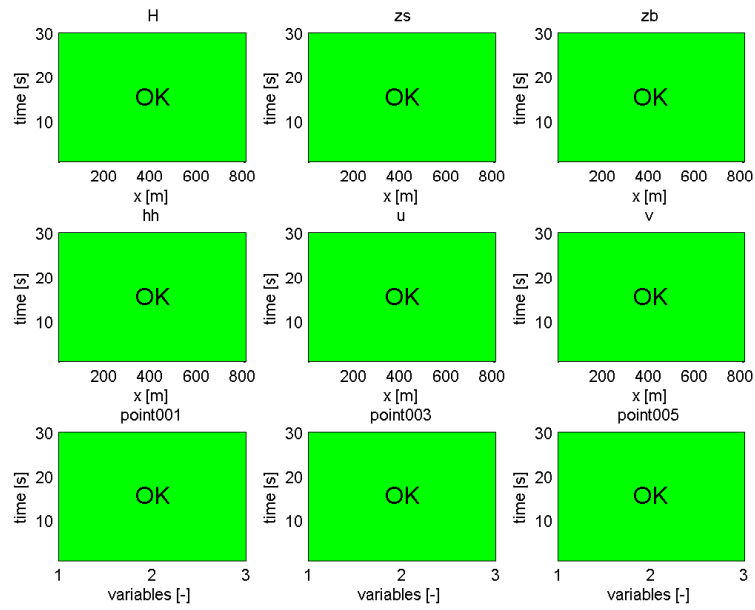 H zs zb
30 30 30
time [s] 20 OK time [s] 20 OK time [s] 20 OK
10 10 10
200 400 600 800 200 400 600 800 200 400 600 800
x [m] x [m] x [m]
hh u v
30 30 30
time [s] 20 OK time [s] 20 OK time [s] 20 OK
10 10 10
200 400 600 800 200 400 600 800 200 400 600 800
x [m] x [m] x [m]
point001 point003 point005
30 30 30
time [s] 20 OK time [s] 20 OK time [s] 20 OK
10 10 10
1 2 3 1 2 3 1 2 3
variables [-] variables [-] variables [-]